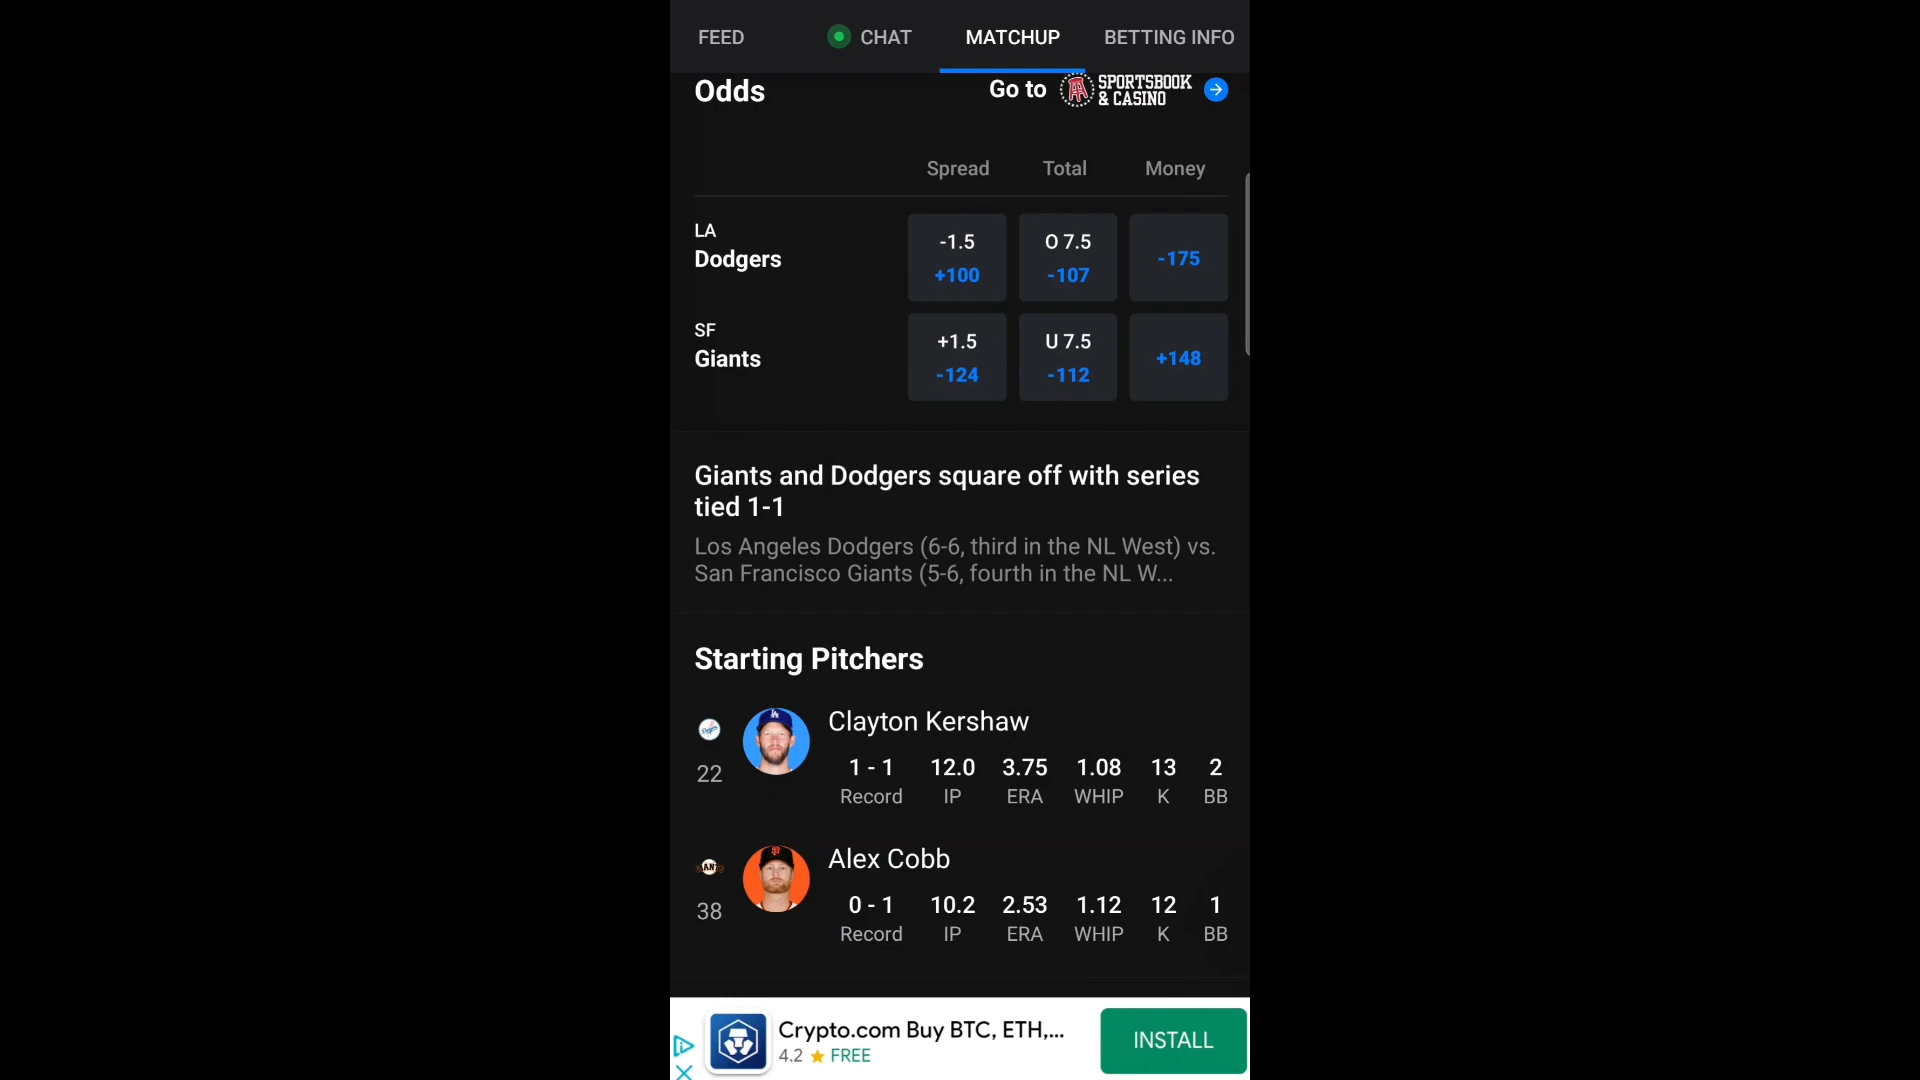 FEED CHAT MATCHUP BETTING INFO
Odds Go to SPORTSBOOK
& CASINO
Spread Total Money
LA
Dodgers
-1.5 O 7.5
+100 -107 -175
SF
Giants
+1.5 U 7.5
-124 -112 +148
Giants and Dodgers square off with series
tied 1-1
Los Angeles Dodgers (6-6, third in the NL West) vs.
San Francisco Giants (5-6, fourth in the NL W...
Starting Pitchers
Clayton Kershaw
22
1 - 1 12.0 3.75 1.08 13 2
Record IP ERA WHIP K BB
Alex Cobb
38
0 - 1 10.2 2.53 1.12 12 1
Record IP ERA WHIP K BB
Crypto.com Buy BTC, ETH,...
4.2 ★ FREE
INSTALL